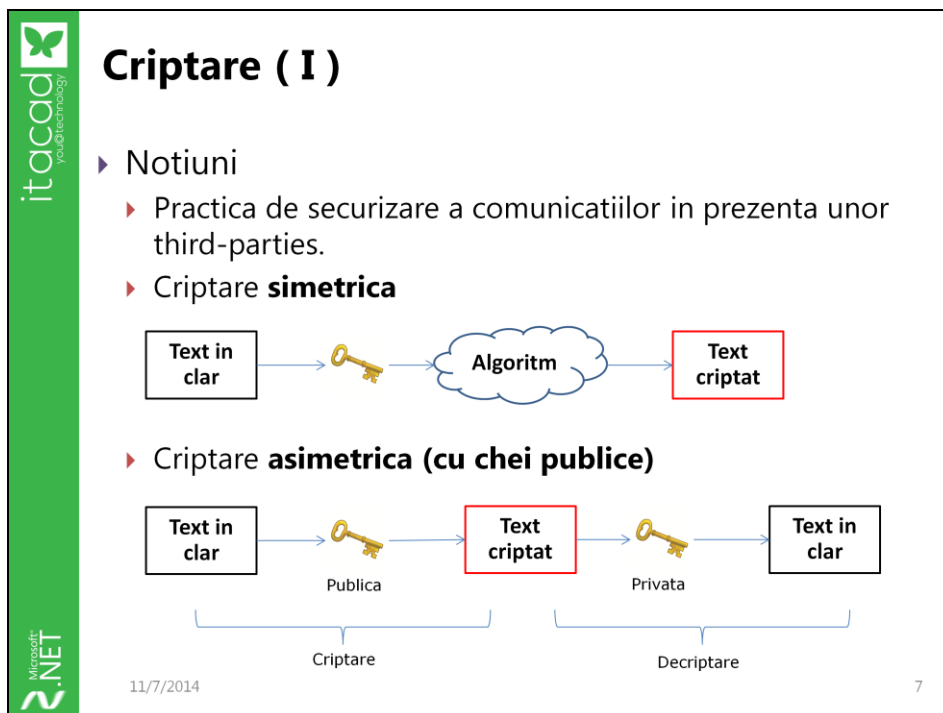 itacad
you@technology
Criptare ( I )
Notiuni
Practica de securizare a comunicatiilor in prezenta unor
third-parties.
Criptare simetrica
Text in
clar
Algoritm
Text
criptat
Criptare asimetrica (cu chei publice)
Text in
clar
Publica
Text
criptat
Privata
Text in
clar
Criptare
Decriptare
Microsoft®
.NET
11/7/2014
7